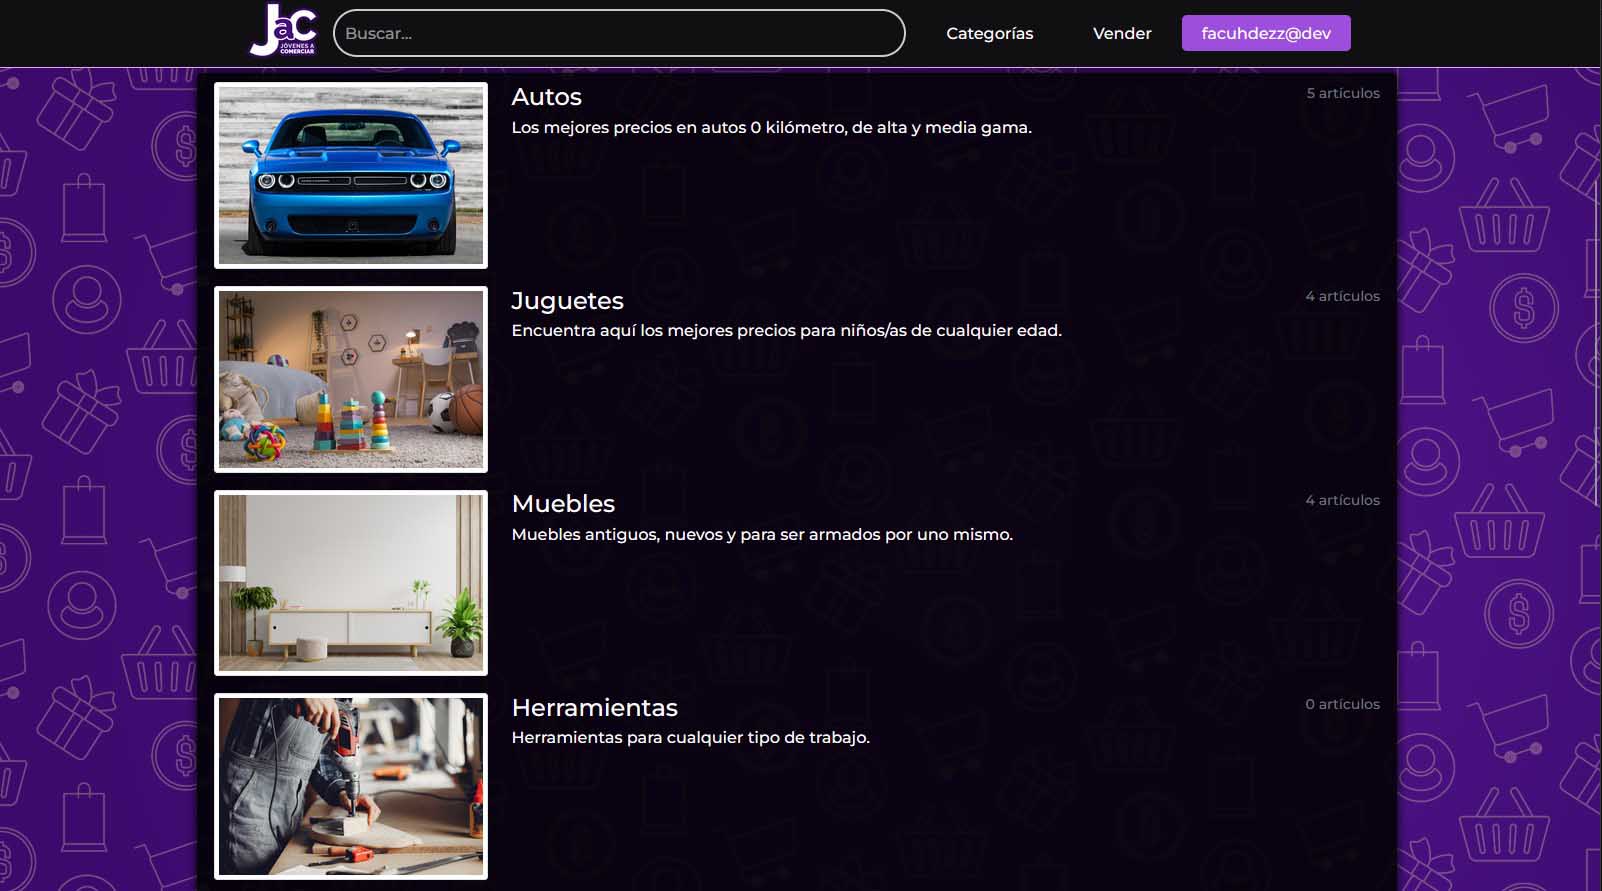 JaC
JÓVENES A
COMERCIAR
Buscar...
Categorías
Vender
facuhdezz@dev
Autos
5 artículos
Los mejores precios en autos 0 kilómetro, de alta y media gama.
Juguetes
4 artículos
Encuentra aquí los mejores precios para niños/as de cualquier edad.
Muebles
4 artículos
Muebles antiguos, nuevos y para ser armados por uno mismo.
Herramientas
0 artículos
Herramientas para cualquier tipo de trabajo.